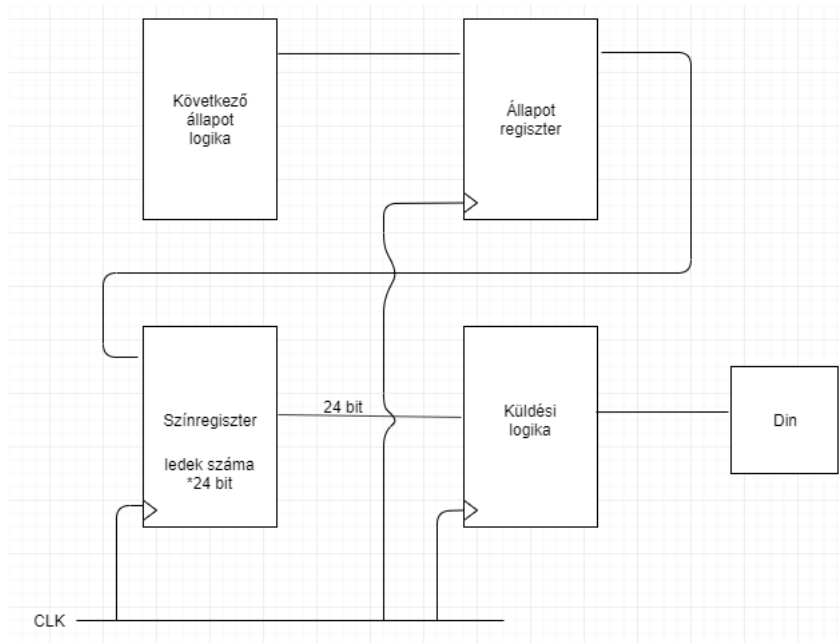 Következő
állapot
logika
Állapot
regiszter
Színregiszter
ledek száma
*24 bit
24 bit
Küldési
logika
Din
CLK